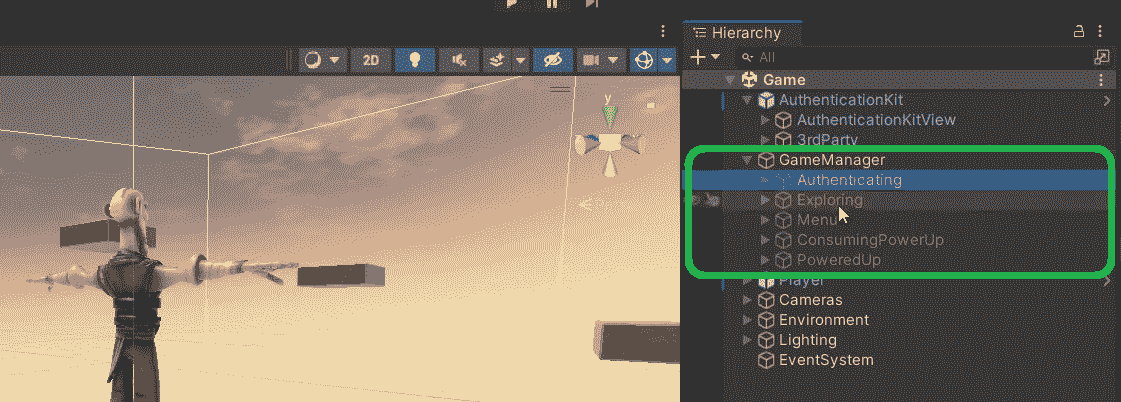 Hierarchy
2D
All
Game
AuthenticationKit
AuthenticationKitView
3rdParty
GameManager
Authenticating
Exploring
Menu
ConsumingPowerUp
PoweredUp
Player
Cameras
Environment
Lighting
EventSystem
y